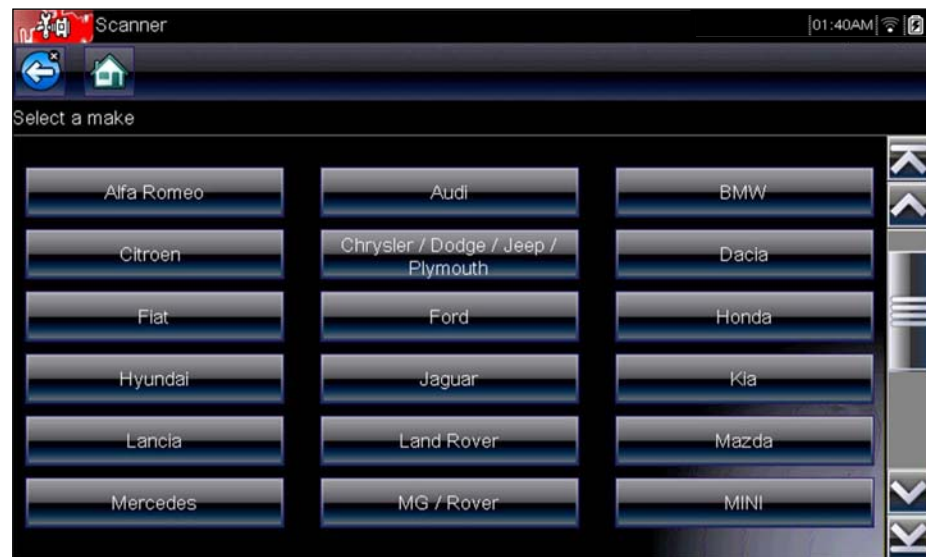 Scanner
01:40AM
Select a make
Alfa Romeo
Audi
BMW
Citroen
Chrysler / Dodge / Jeep /
Plymouth
Dacia
Fiat
Ford
Honda
Hyundai
Jaguar
Kia
Lancia
Land Rover
Mazda
Mercedes
MG / Rover
MINI